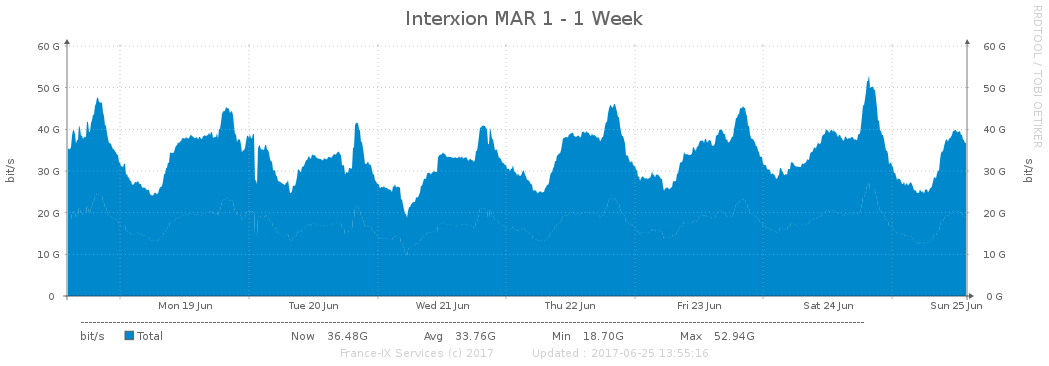 Interxion MAR 1 - 1 Week
RRDTOOL / TOBI OETIKER
bit/s
60 G 60 G
50 G 50 G
40 G 40 G
30 G 30 G
20 G 20 G
10 G 10 G
0 0 G
bit/s
Mon 19 Jun Tue 20 Jun Wed 21 Jun Thu 22 Jun Fri 23 Jun Sat 24 Jun Sun 25 Jun
bit/s Total Now 36.48G Avg 33.76G Min 18.70G Max 52.94G
France-IX Services (c) 2017 Updated : 2017-06-25 13:55:16